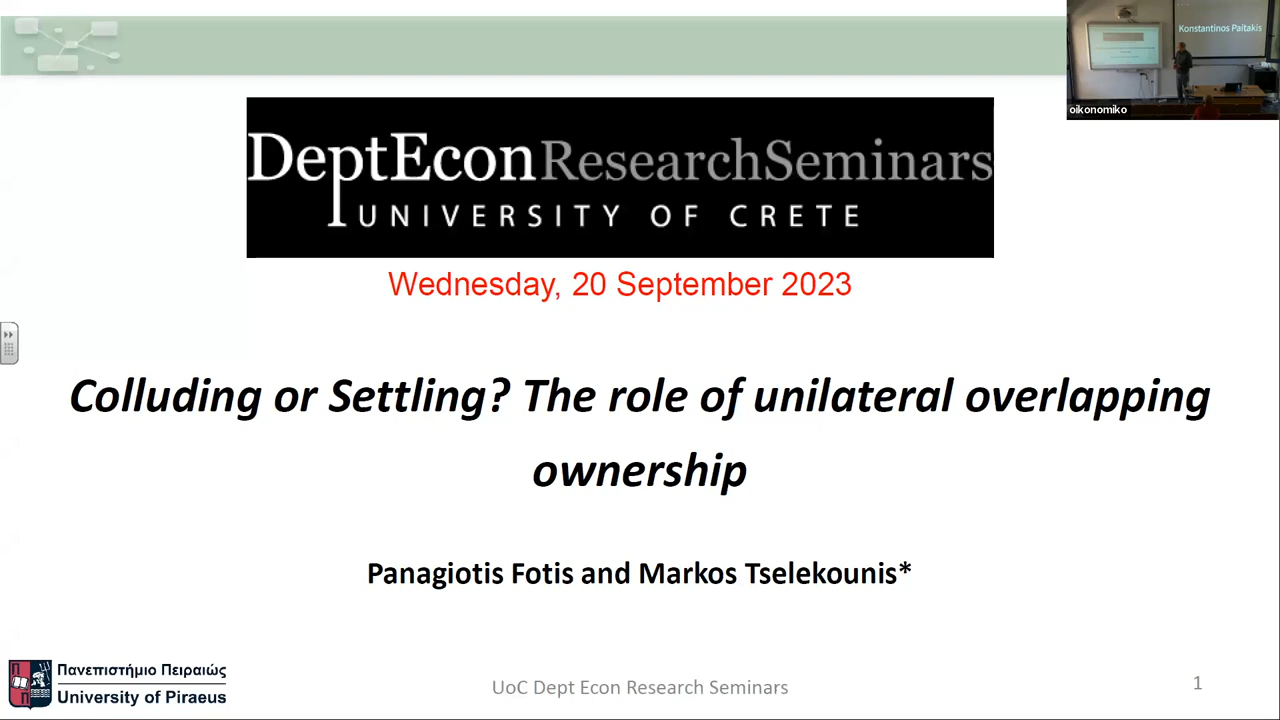 Konstantinos Paitakis
oikonomiko
DeptEconResearchSeminars
UNIVERSITY OF CRETE
Wednesday, 20 September 2023
Colluding or Settling? The role of unilateral overlapping
ownership
Panagiotis Fotis and Markos Tselekounis*
Πανεπιστήμιο Πειραιώς
University of Piraeus
UoC Dept Econ Research Seminars
1